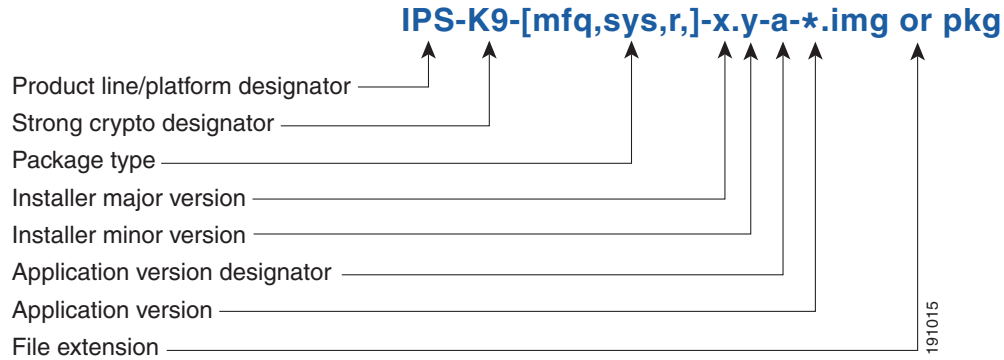 IPS-K9-[mfq,sys,r,]-x.y-a-*.img or pkg
Product line/platform designator
Strong crypto designator
Package type
Installer major version
Installer minor version
Application version designator
Application version
File extension
191015